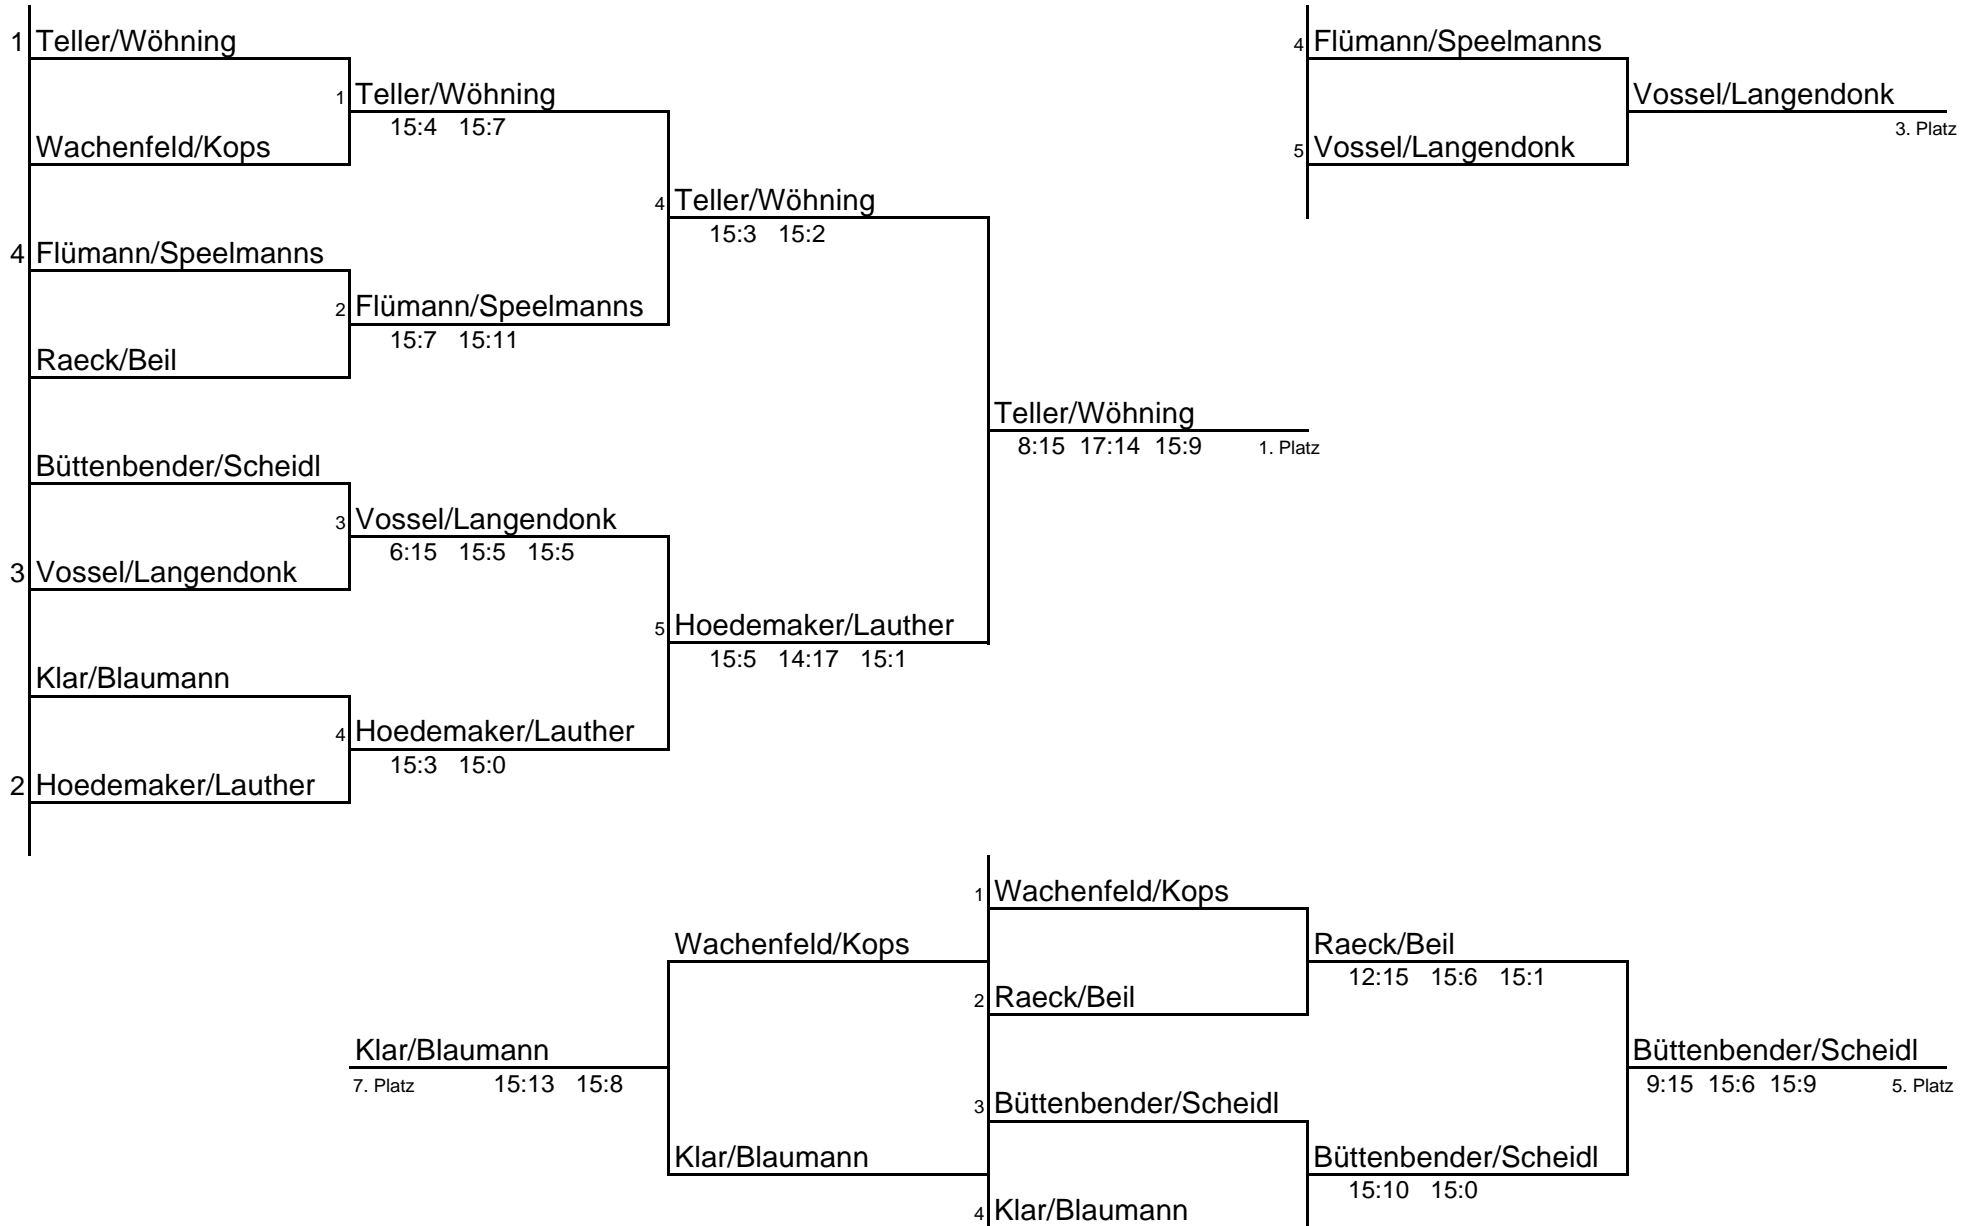 1 Teller/Wöhning
4 Flümann/Speelmanns
1 Teller/Wöhning
Vossel/Langendonk
15:4 15:7
3. Platz
Wachenfeld/Kops
5 Vossel/Langendonk
4 Teller/Wöhning
15:3 15:2
4 Flümann/Speelmanns
2 Flümann/Speelmanns
15:7 15:11
Raeck/Beil
Teller/Wöhning
8:15 17:14 15:9 1. Platz
Büttenbender/Scheidl
3 Vossel/Langendonk
6:15 15:5 15:5
3 Vossel/Langendonk
5 Hoedemaker/Lauther
15:5 14:17 15:1
Klar/Blaumann
4 Hoedemaker/Lauther
15:3 15:0
2 Hoedemaker/Lauther
1 Wachenfeld/Kops
Wachenfeld/Kops
Raeck/Beil
12:15 15:6 15:1
2 Raeck/Beil
Klar/Blaumann
Büttenbender/Scheidl
7. Platz 15:13 15:8
9:15 15:6 15:9 5. Platz
3 Büttenbender/Scheidl
Klar/Blaumann
Büttenbender/Scheidl
15:10 15:0
4 Klar/Blaumann